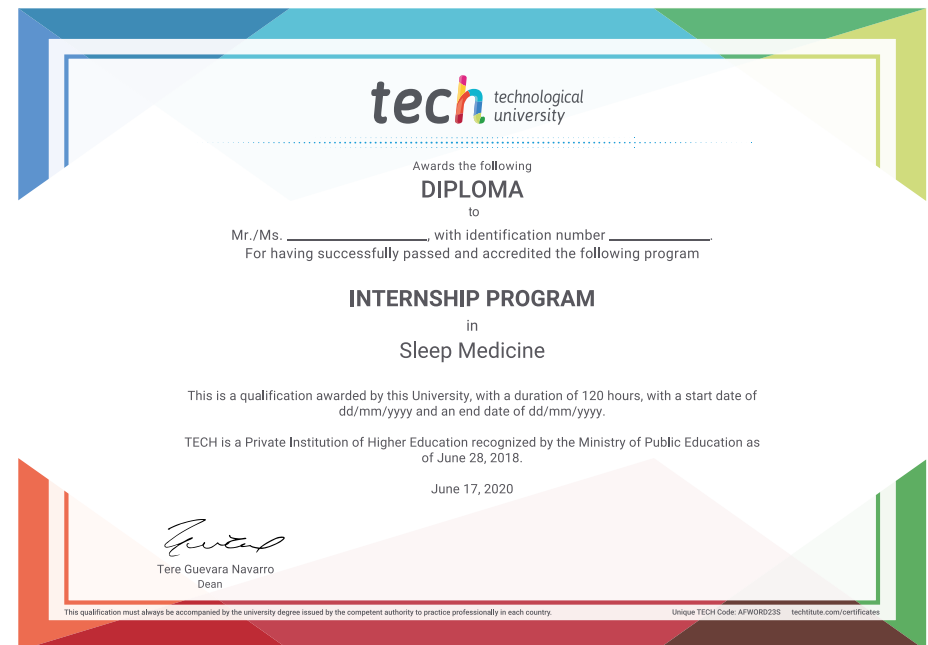 tech technological
university
Awards the following
DIPLOMA
to
Mr./Ms. ____________________, with identification number ______________.
For having successfully passed and accredited the following program
INTERNSHIP PROGRAM
in
Sleep Medicine
This is a qualification awarded by this University, with a duration of 120 hours, with a start date of
dd/mm/yyyy and an end date of dd/mm/yyyy.
TECH is a Private Institution of Higher Education recognized by the Ministry of Public Education as
of June 28, 2018.
June 17, 2020
Tere Guevara Navarro
Dean
This qualification must always be accompanied by the university degree issued by the competent authority to practice professionally in each country.
Unique TECH Code: AFWORD23S techtitute.com/certificates